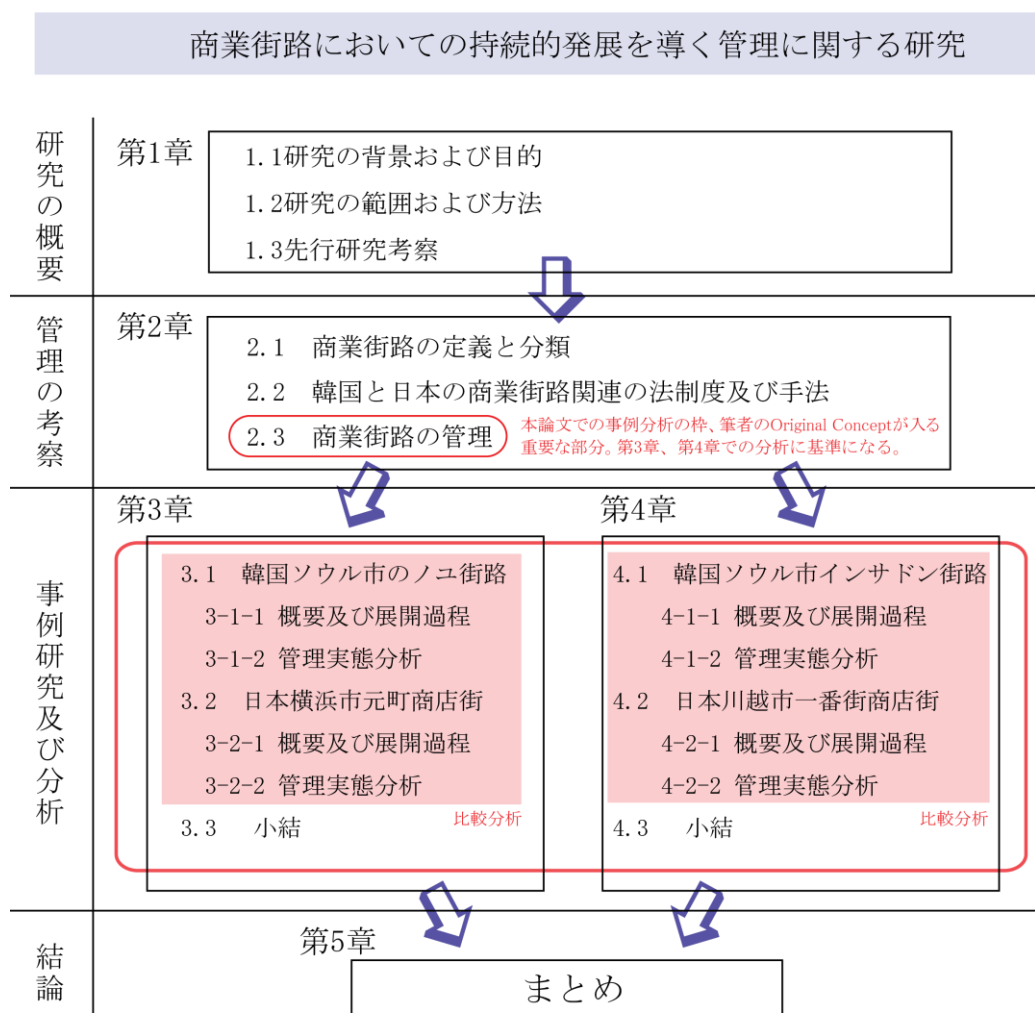 商業街路においての持続的発展を導く管理に関する研究
研究の概要
第1章
1.1研究の背景および目的
1.2研究の範囲および方法
1.3先行研究考察
管理の考察
第2章
2.1 商業街路の定義と分類
2.2 韓国と日本の商業街路関連の法制度及び手法
2.3 商業街路の管理
本論文での事例分析の枠、筆者のOriginal Conceptが入る
重要な部分。第3章、第4章での分析に基準になる。
事例研究及び分析
第3章
3.1 韓国ソウル市のノユ街路
3-1-1 概要及び展開過程
3-1-2 管理実態分析
3.2 日本横浜市元町商店街
3-2-1 概要及び展開過程
3-2-2 管理実態分析
3.3 小結
比較分析
第4章
4.1 韓国ソウル市インサドン街路
4-1-1 概要及び展開過程
4-1-2 管理実態分析
4.2 日本川越市一番街商店街
4-2-1 概要及び展開過程
4-2-2 管理実態分析
4.3 小結
比較分析
結論
第5章
まとめ